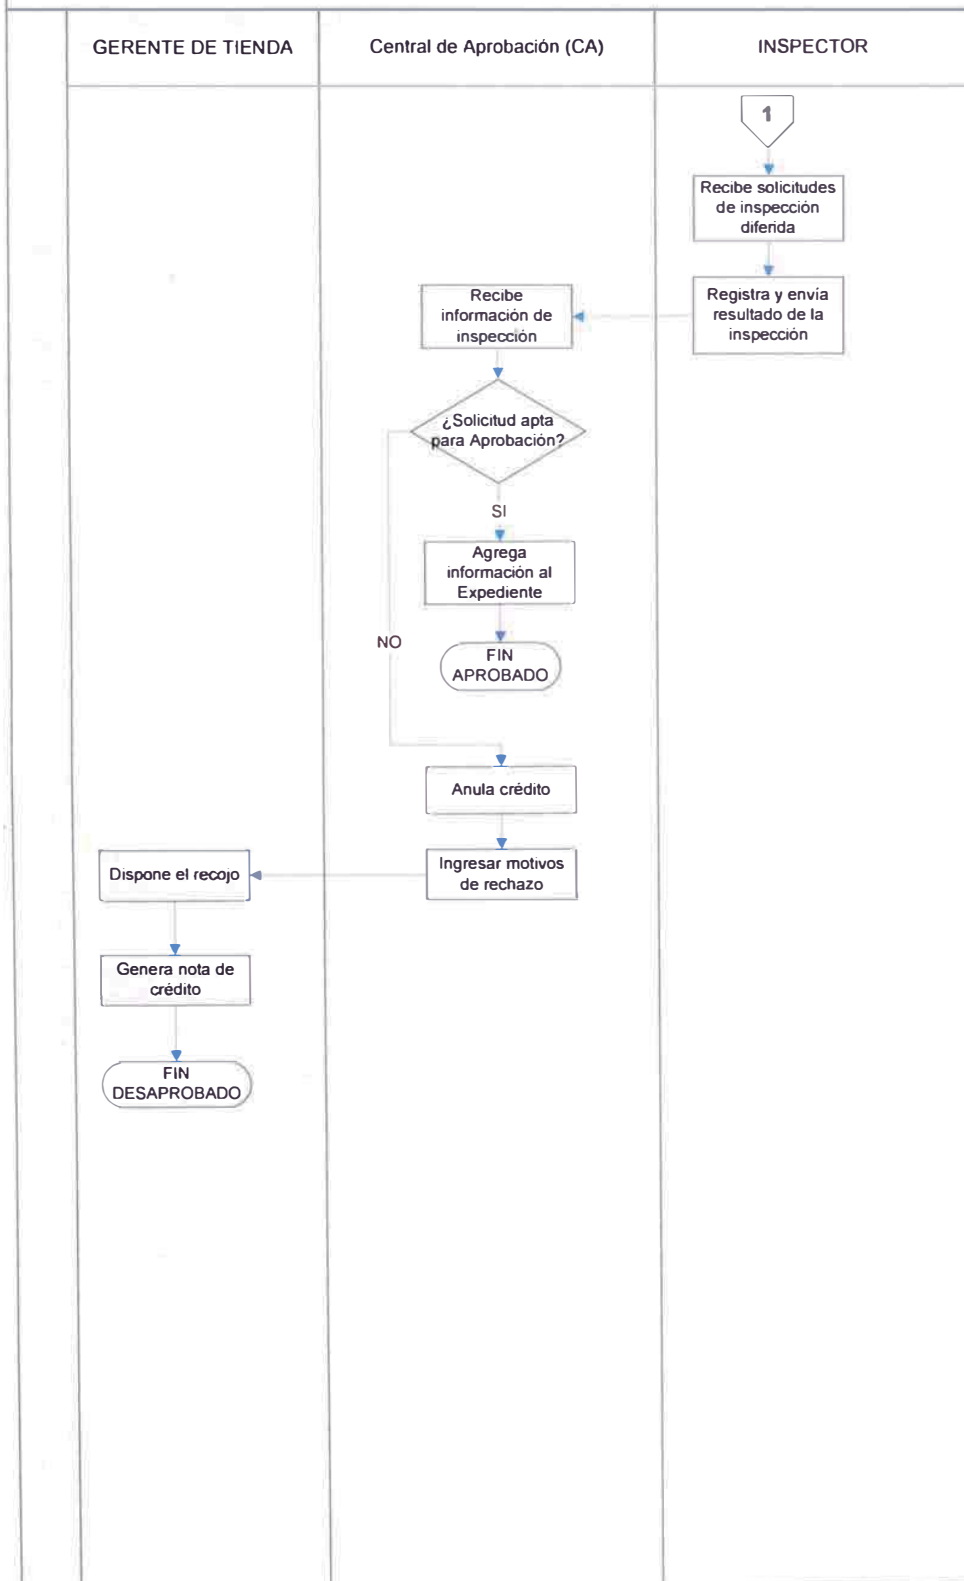 GERENTE DE TIENDA
Central de Aprobación (CA)
INSPECTOR
1
Recibe solicitudes
de inspección
diferida
Registra y envía
resultado de la
inspección
Recibe
información de
inspección
¿Solicitud apta
para Aprobación?
SI
Agrega
información al
Expediente
NO
FIN
APROBADO
Anula crédito
Ingresar motivos
de rechazo
Dispone el recojo
Genera nota de
crédito
FIN
DESAPROBADO